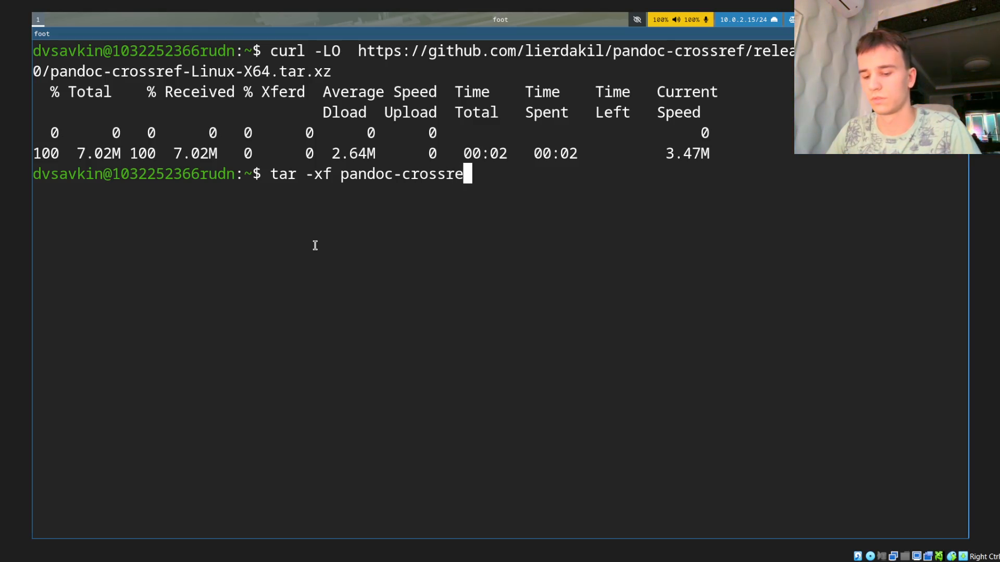 1
foot
100% 100%
10.0.2.15/24
foot
dvsavkin@1032252366rudn:~$ curl -LO  https://github.com/lierdakil/pandoc-crossref/relea
0/pandoc-crossref-Linux-X64.tar.xz
% Total % Received % Xferd Average Speed Time Time Time Current
Dload Upload Total Spent Left Speed
0 0 0 0 0 0 0 0 0
100 7.02M 100 7.02M 0 0 2.64M 0 00:02 00:02 3.47M
dvsavkin@1032252366rudn:~$ tar -xf pandoc-crossre
Right Ctrl